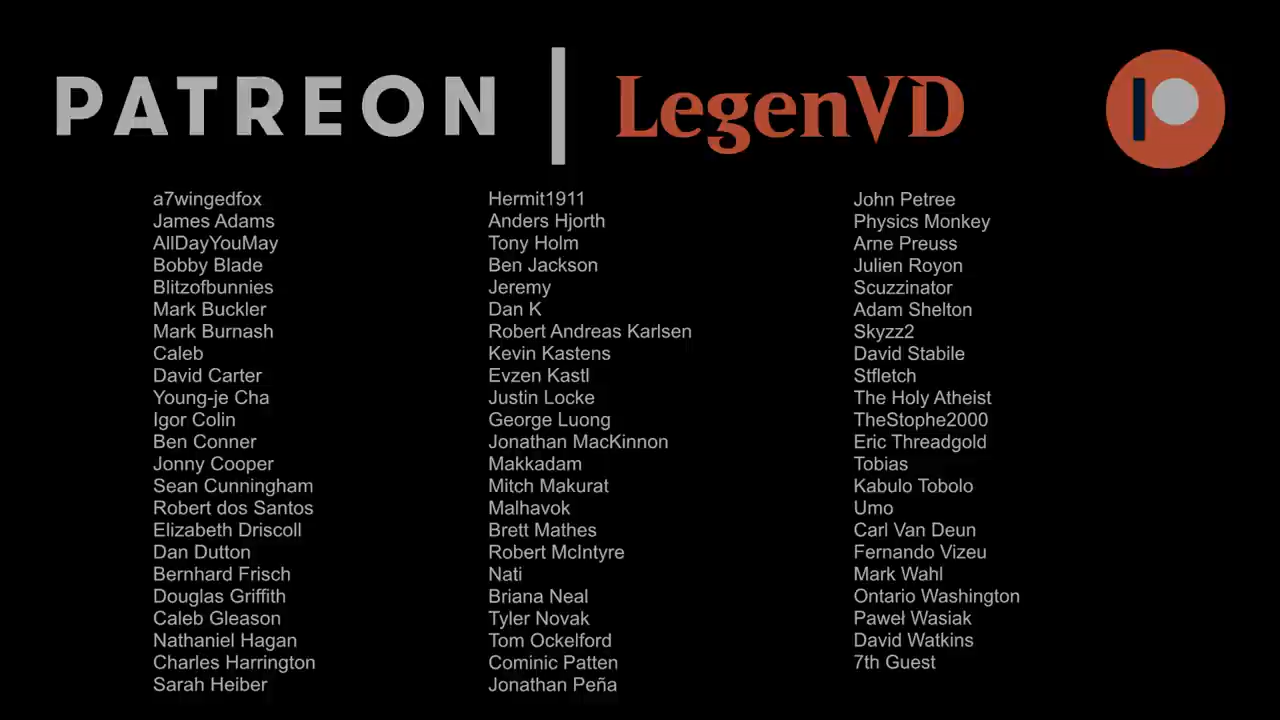 PATREON | LegenVD
a7wingedfox
James Adams
AllDayYouMay
Bobby Blade
Blitzofbunnies
Mark Buckler
Mark Burnash
Caleb
David Carter
Young-je Cha
Igor Colin
Ben Conner
Jonny Cooper
Sean Cunningham
Robert dos Santos
Elizabeth Driscoll
Dan Dutton
Bernhard Frisch
Douglas Griffith
Caleb Gleason
Nathaniel Hagan
Charles Harrington
Sarah Heiber
Hermit1911
Anders Hjorth
Tony Holm
Ben Jackson
Jeremy
Dan K
Robert Andreas Karlsen
Kevin Kastens
Evzen Kastl
Justin Locke
George Luong
Jonathan MacKinnon
Makkadam
Mitch Makurat
Malhavok
Brett Mathes
Robert McIntyre
Nati
Briana Neal
Tyler Novak
Tom Ockelford
Cominic Patten
Jonathan Peña
John Petree
Physics Monkey
Arne Preuss
Julien Royon
Scuzzinator
Adam Shelton
Skyzz2
David Stabile
Stfletch
The Holy Atheist
TheStophe2000
Eric Threadgold
Tobias
Kabulo Tobolo
Umo
Carl Van Deun
Fernando Vizeu
Mark Wahl
Ontario Washington
Paweł Wasiak
David Watkins
7th Guest